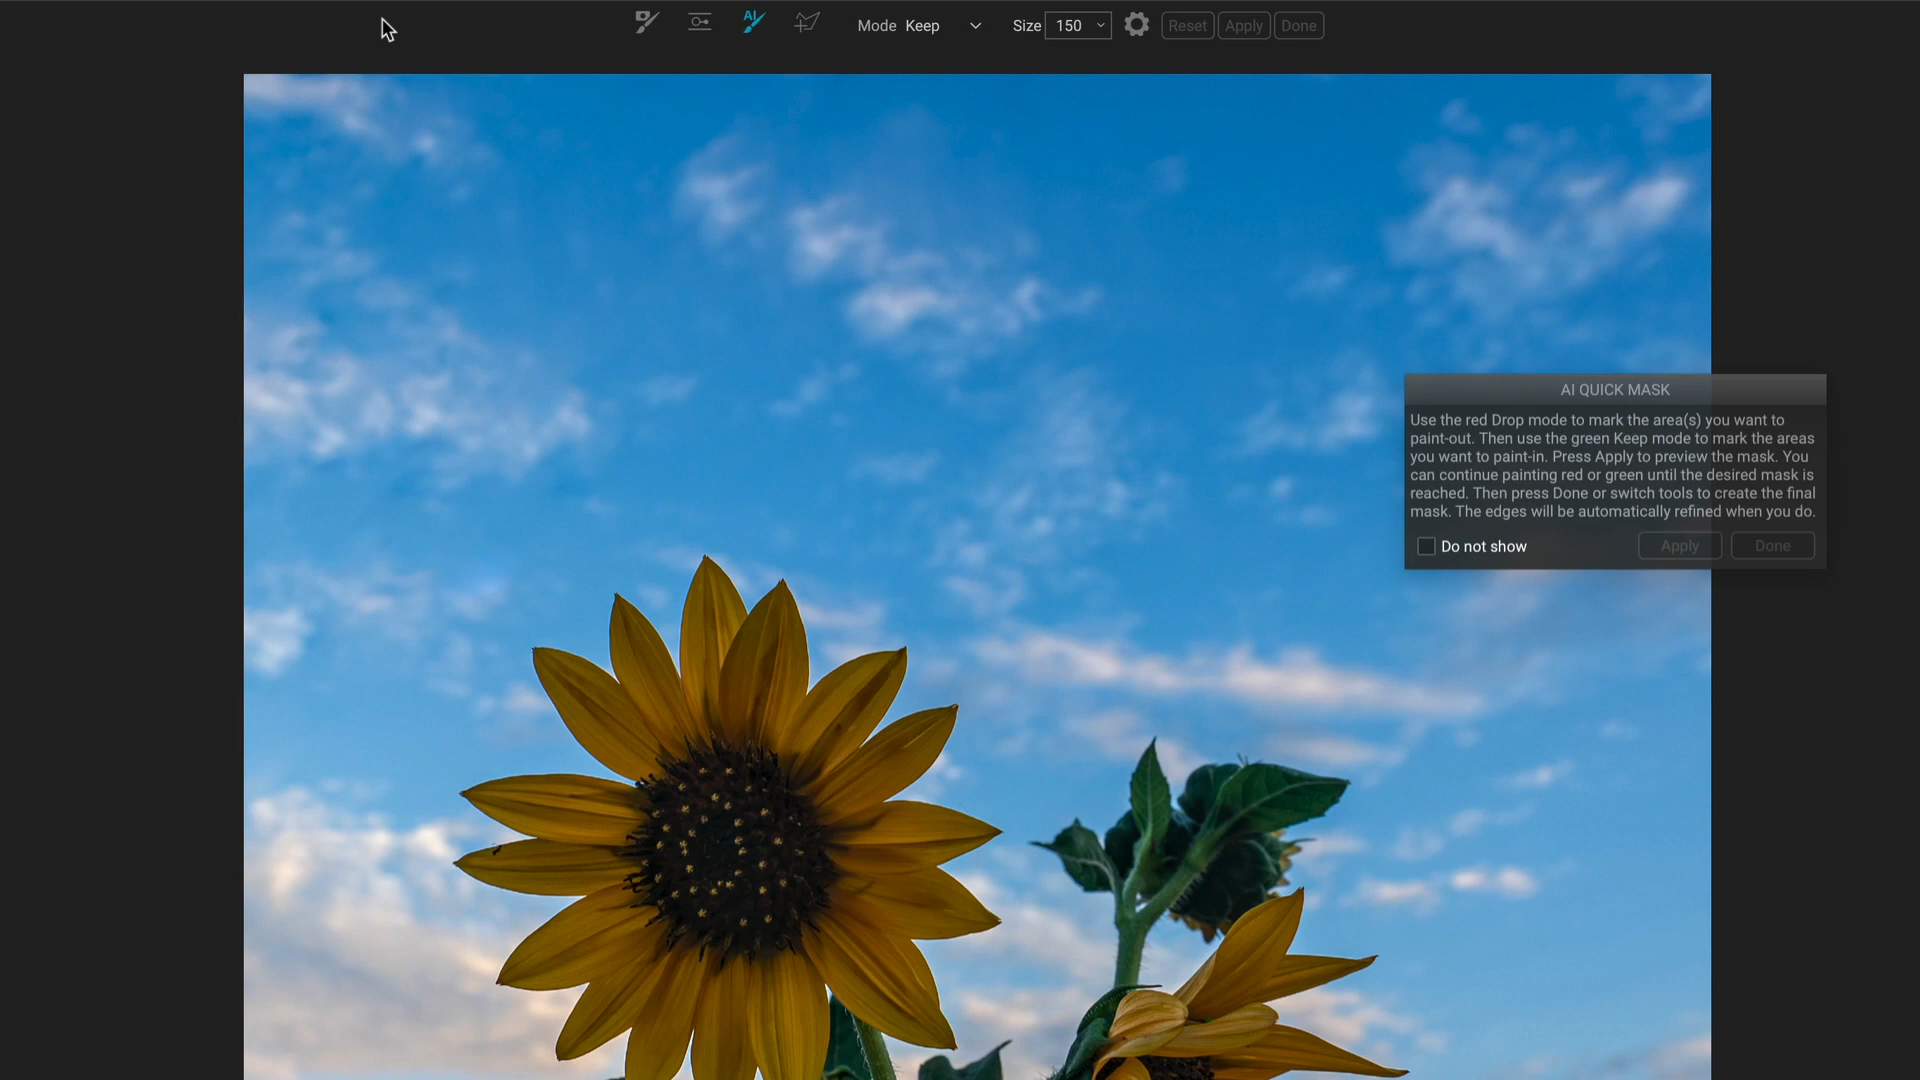 AI
Mode Keep
Size 150
Reset Apply Done
AI QUICK MASK
Use the red Drop mode to mark the area(s) you want to
paint-out. Then use the green Keep mode to mark the areas
you want to paint-in. Press Apply to preview the mask. You
can continue painting red or green until the desired mask is
reached. Then press Done or switch tools to create the final
mask. The edges will be automatically refined when you do.
Do not show
Apply Done